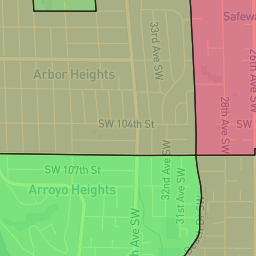 Safewa
33rd Ave SW
Arbor Heights
28th Ave SW
26th Ave SW
SW 104th St
SW
SW 107th St
32nd Ave SW
31st Ave SW
Arroyo Heights
th Ave SW